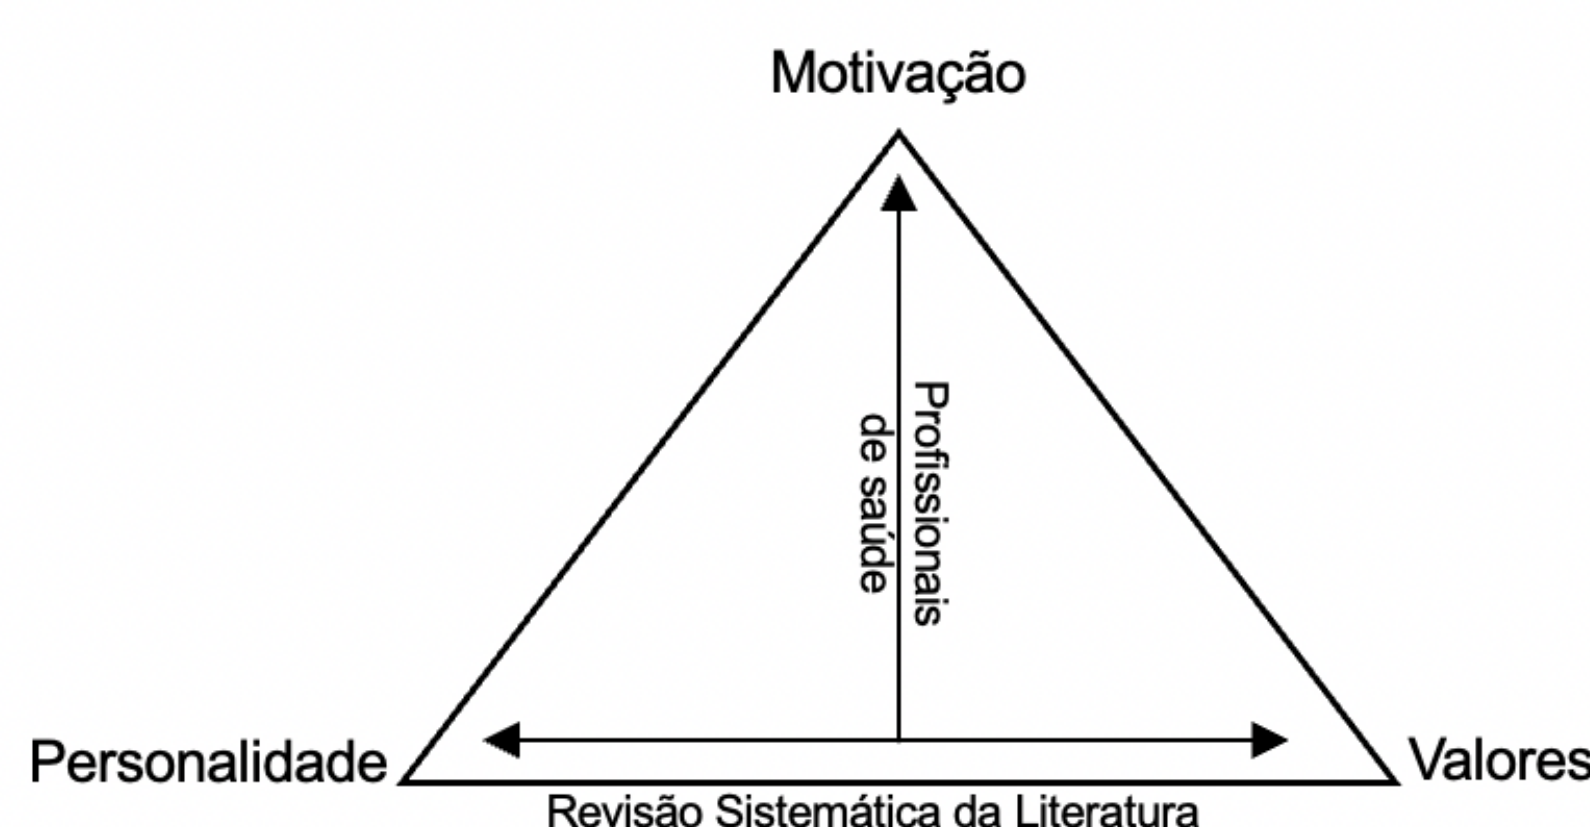 Motivação
Profissionais
de saúde
Personalidade
Valores
Revisão Sistemática da Literatura